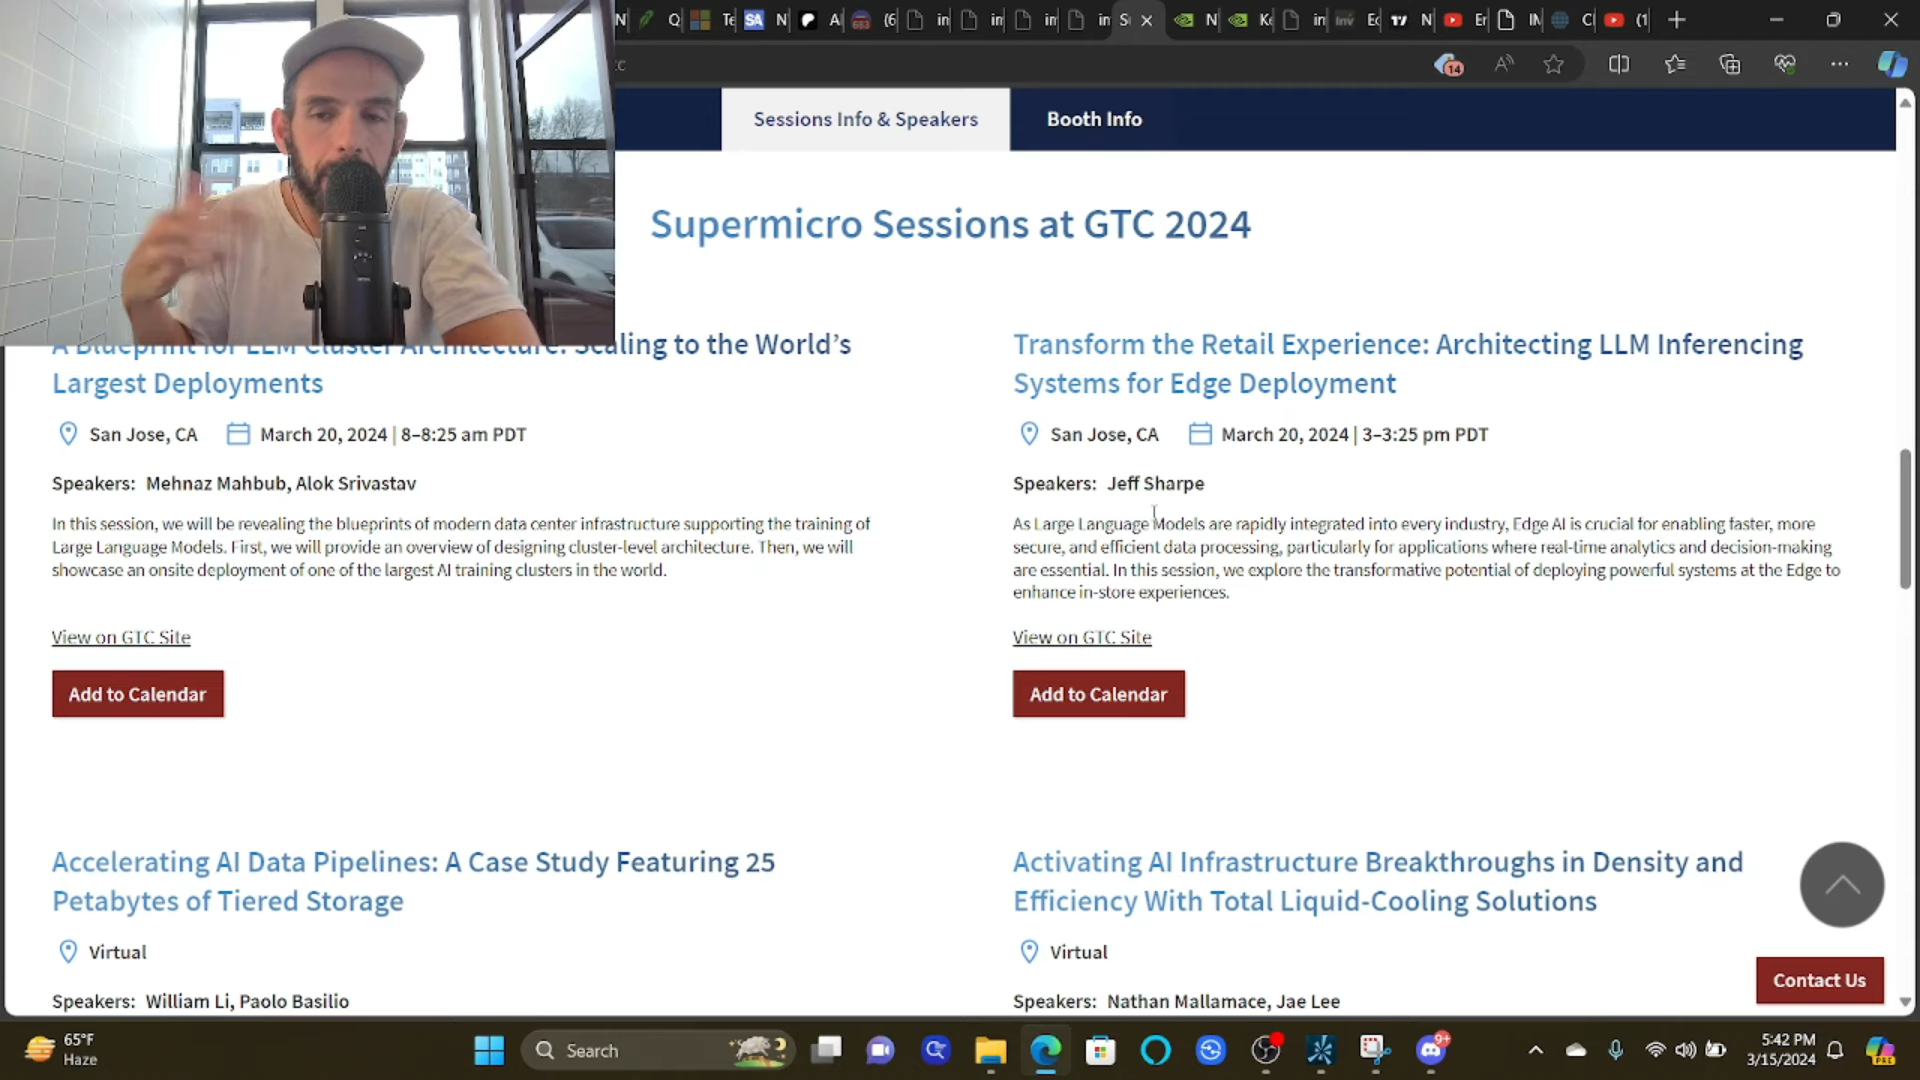 Sessions Info & Speakers
Booth Info
14
Supermicro Sessions at GTC 2024
A Blueprint for LLM Cluster Architecture: Scaling to the World's
Largest Deployments
San Jose, CA
March 20, 2024 | 8–8:25 am PDT
Speakers: Mehnaz Mahbub, Alok Srivastav
In this session, we will be revealing the blueprints of modern data center infrastructure supporting the training of
Large Language Models. First, we will provide an overview of designing cluster-level architecture. Then, we will
showcase an onsite deployment of one of the largest AI training clusters in the world.
View on GTC Site
Add to Calendar
Transform the Retail Experience: Architecting LLM Inferencing
Systems for Edge Deployment
San Jose, CA
March 20, 2024 | 3–3:25 pm PDT
Speakers: Jeff Sharpe
As Large Language Models are rapidly integrated into every industry, Edge AI is crucial for enabling faster, more
secure, and efficient data processing, particularly for applications where real-time analytics and decision-making
are essential. In this session, we explore the transformative potential of deploying powerful systems at the Edge to
enhance in-store experiences.
View on GTC Site
Add to Calendar
Accelerating AI Data Pipelines: A Case Study Featuring 25
Petabytes of Tiered Storage
Virtual
Speakers: William Li, Paolo Basilio
Activating AI Infrastructure Breakthroughs in Density and
Efficiency With Total Liquid-Cooling Solutions
Virtual
Speakers: Nathan Mallamace, Jae Lee
Contact Us
65°F
Haze
Search
9+
5:42 PM
3/15/2024